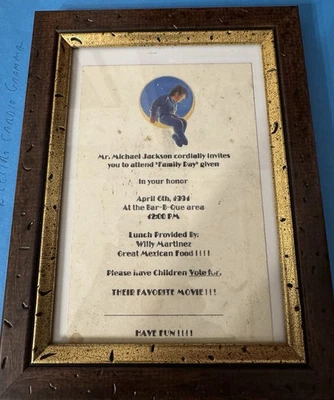 Mr. Michael Jackson cordially invites
you to attend "Family Day" given
in your honor
April 6th, 1991
At the Bar-B-Que area
12:00 PM
Lunch Provided By:
Willy Martinez
Great Mexican Food !!!!
Please have Children Vote for,
THEIR FAVORITE MOVIE!!!
HAVE FUN !!!!